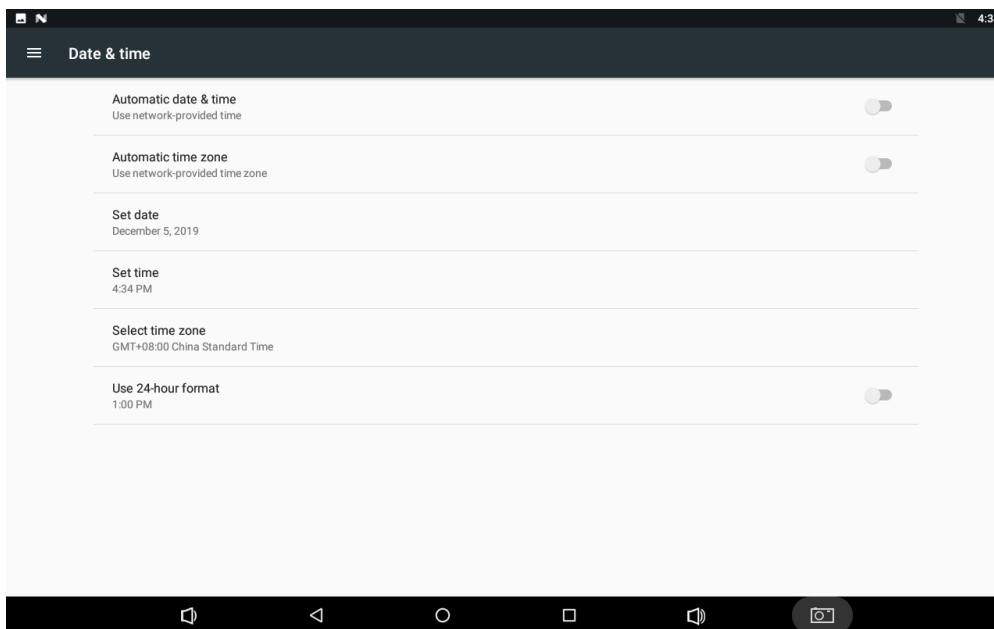 4:3
Date & time
Automatic date & time
Use network-provided time
Automatic time zone
Use network-provided time zone
Set date
December 5, 2019
Set time
4:34 PM
Select time zone
GMT+08:00 China Standard Time
Use 24-hour format
1:00 PM